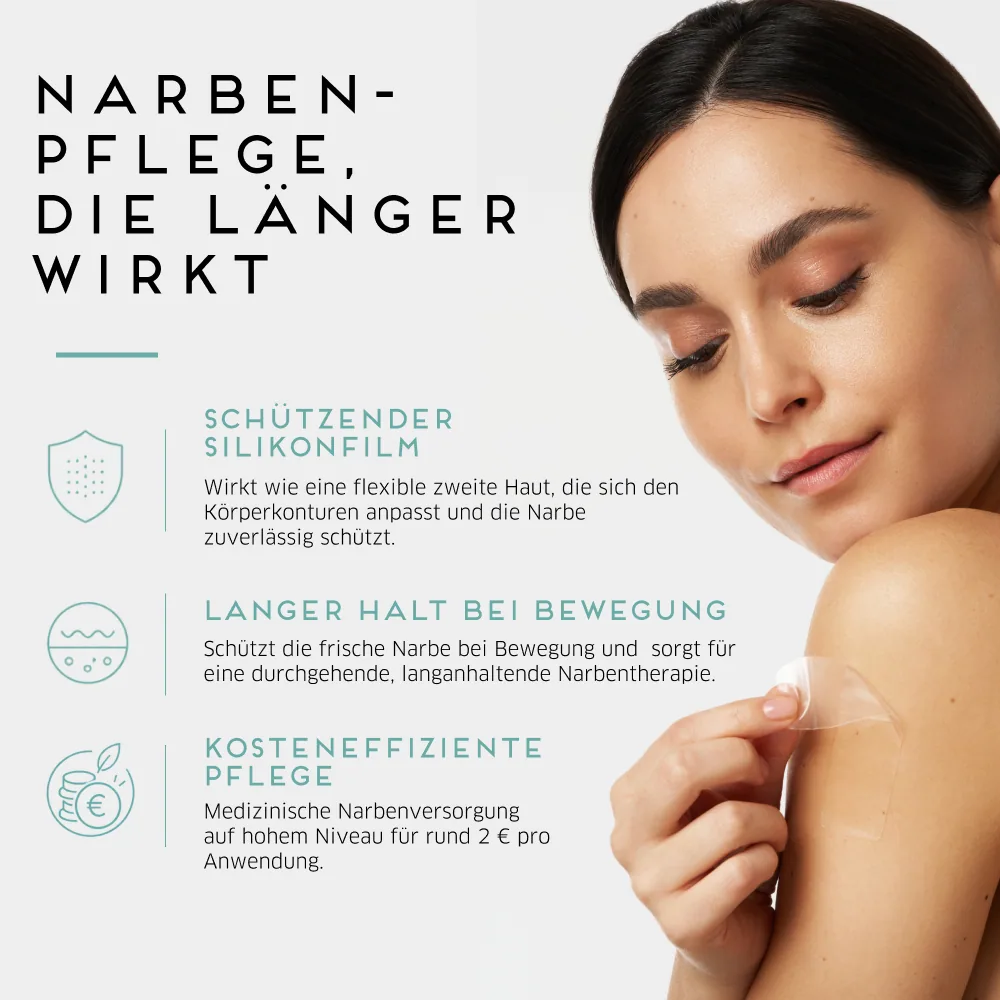 NARBEN-
PFLEGE,
DIE LÄNGER
WIRKT
SCHÜTZENDER
SILIKONFILM
Wirkt wie eine flexible zweite Haut, die sich den
Körperkonturen anpasst und die Narbe
zuverlässig schützt.
LANGER HALT BEI BEWEGUNG
Schützt die frische Narbe bei Bewegung und  sorgt für
eine durchgehende, langanhaltende Narbentherapie.
KOSTENEFFIZIENTE
PFLEGE
€
Medizinische Narbenversorgung
auf hohem Niveau für rund 2 € pro
Anwendung.